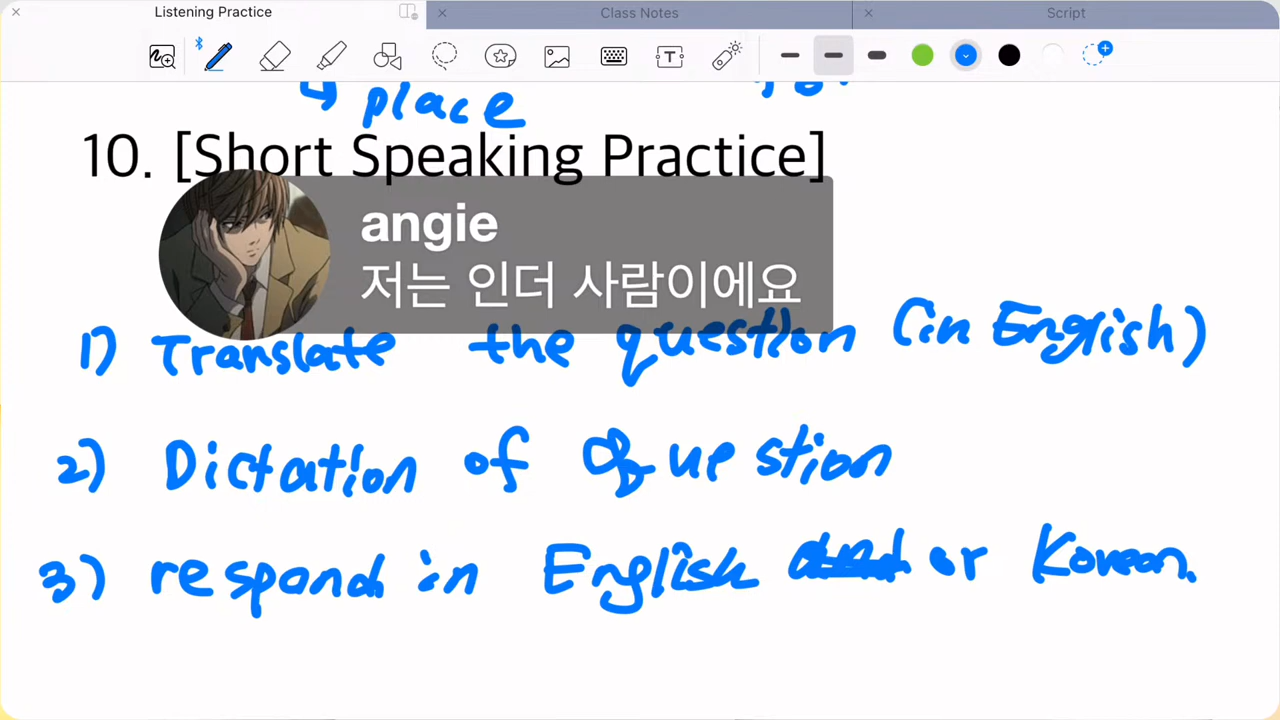 Listening Practice
Class Notes
Script
place
10. [Short Speaking Practice]
angie
저는 인더 사람이에요
1) Translate the question (in English)
2) Dictation of question
3) respond in English and or Korean.